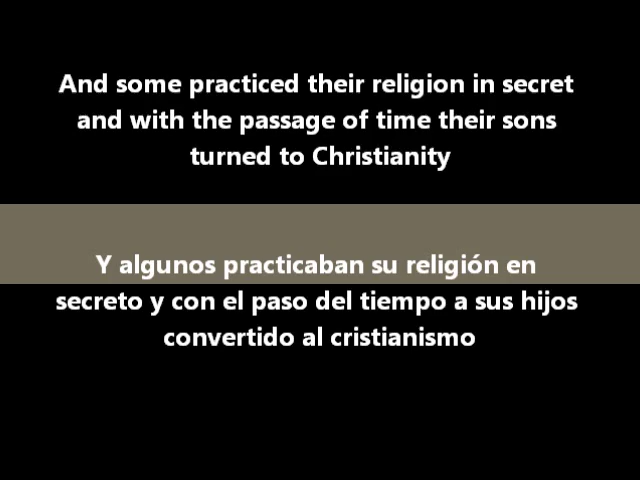 And some practiced their religion in secret
and with the passage of time their sons
turned to Christianity
Y algunos practicaban su religión en
secreto y con el paso del tiempo a sus hijos
convertido al cristianismo